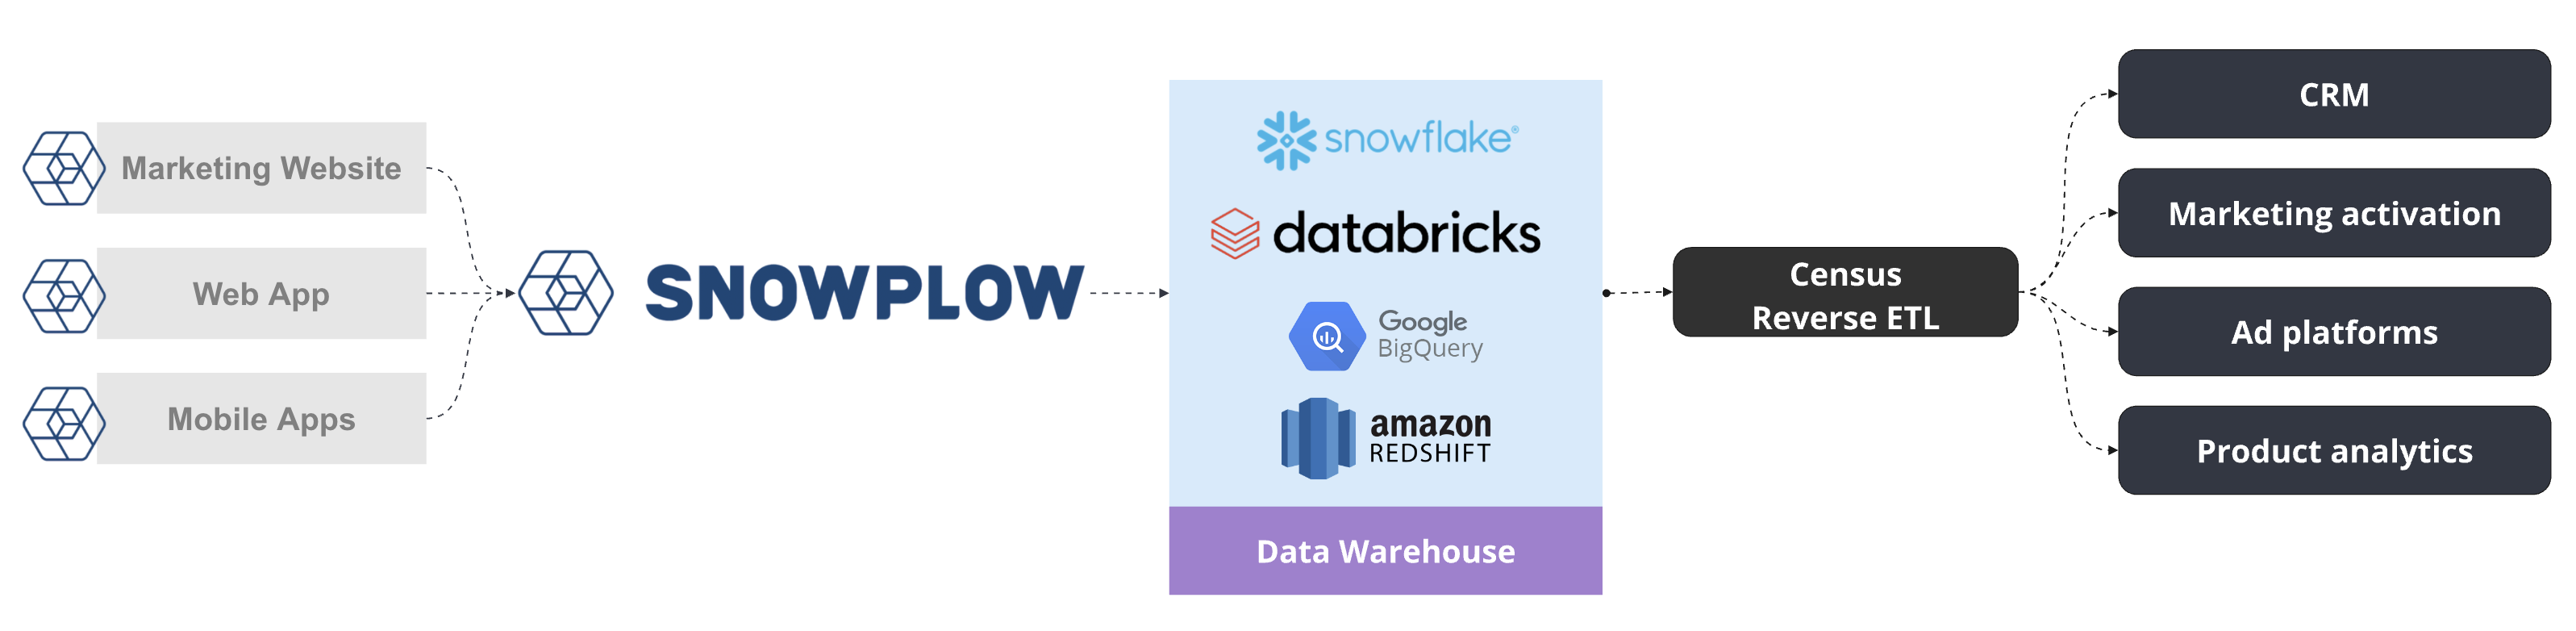 Marketing Website
Web App
Mobile Apps
SNOWPLOW
snowflake®
databricks
Google
BigQuery
amazon
REDSHIFT
Data Warehouse
Census
Reverse ETL
CRM
Marketing activation
Ad platforms
Product analytics